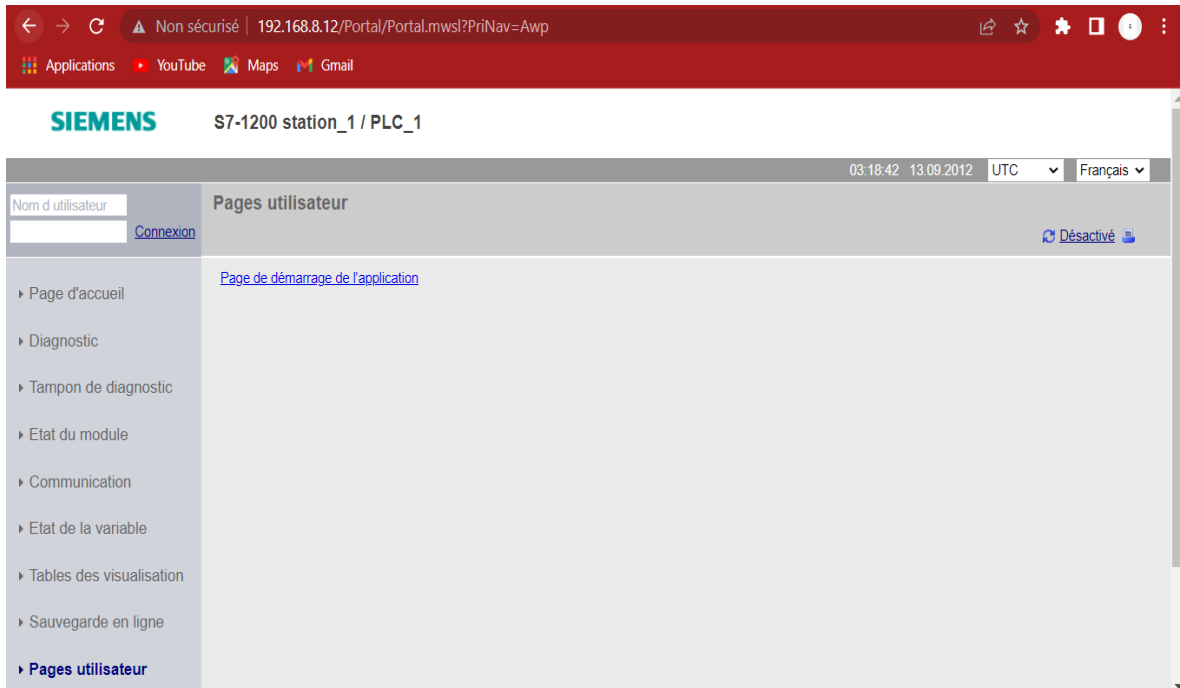 Non sécurisé | 192.168.8.12/Portal/Portal.mwsl?PriNav=Awp
Applications YouTube Maps Gmail
SIEMENS S7-1200 station_1 / PLC_1
03:18:42 13.09.2012 UTC Français
Nom d utilisateur
Connexion
Pages utilisateur
Désactivé
Page de démarrage de l'application
Page d'accueil
Diagnostic
Tampon de diagnostic
Etat du module
Communication
Etat de la variable
Tables des visualisation
Sauvegarde en ligne
Pages utilisateur